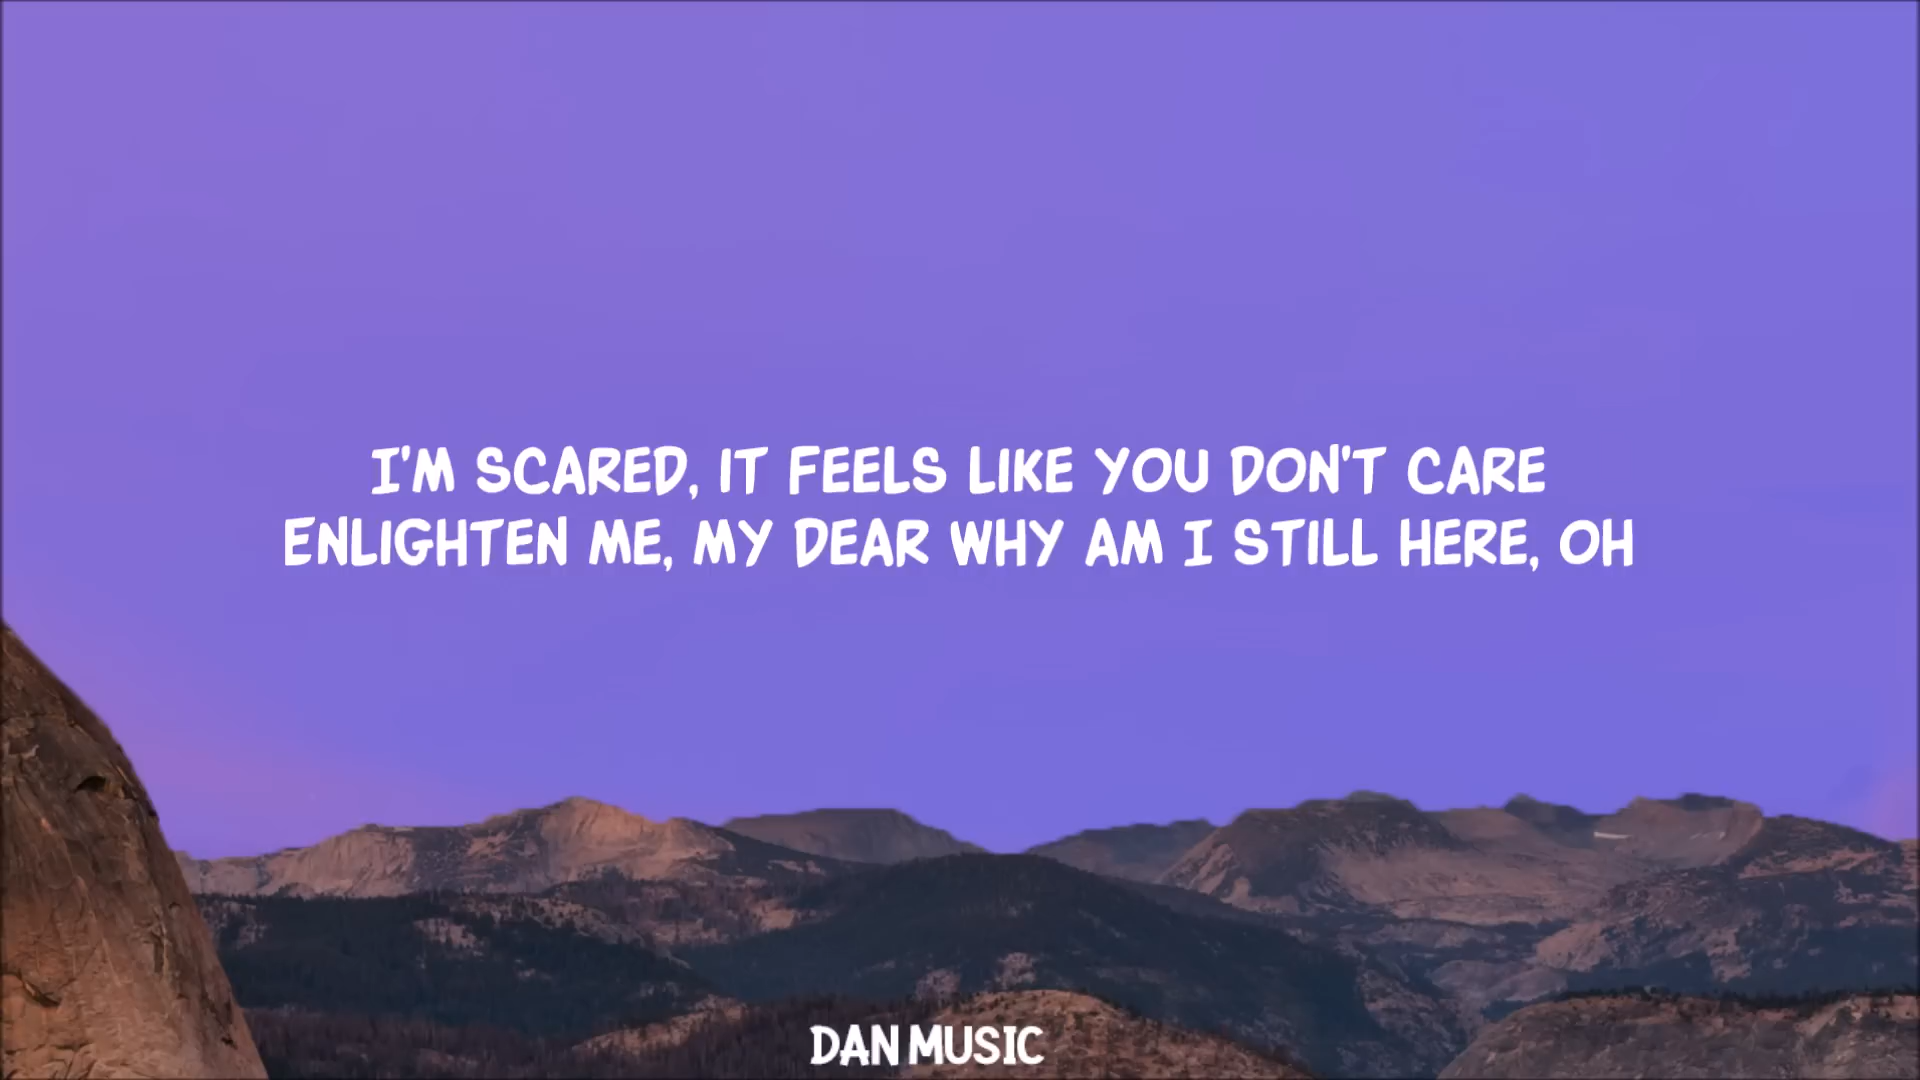 I'M SCARED, IT FEELS LIKE YOU DON'T CARE
ENLIGHTEN ME, MY DEAR WHY AM I STILL HERE, OH
DAN MUSIC